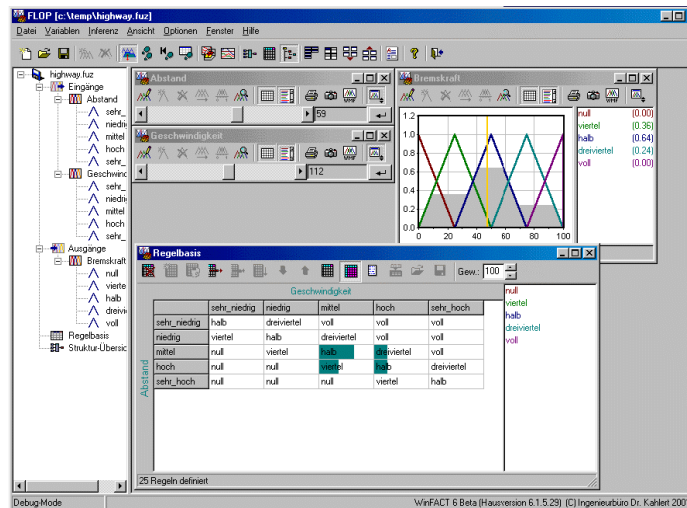 FLOP [c:\temp\highway.fuz]
Datei Variablen Inferenz Ansicht Optionen Fenster Hilfe
highway.fuz
Eingänge
Abstand
sehr_
niedri
mittel
hoch
sehr_
Geschwind
sehr_
niedri
mittel
hoch
sehr_
Ausgänge
Bremskraft
null
vierte
halb
dreivi
voll
Regelbasis
Struktur-Übersic
Abstand
WHF
59
Geschwindigkeit
WHF
112
Bremskraft
WHF
1.2
1.0
0.8
0.6
0.4
0.2
0.0
0 20 40 60 80 100
null (0.00)
viertel (0.36)
halb (0.64)
dreiviertel (0.24)
voll (0.00)
Regelbasis
Gew.: 100
Geschwindigkeit
Abstand
sehr_niedrig niedrig mittel hoch sehr_hoch
sehr_niedrig halb dreiviertel voll voll voll
niedrig viertel halb dreiviertel voll voll
mittel null viertel halb dreiviertel voll
hoch null null viertel halb dreiviertel
sehr_hoch null null null viertel halb
null
viertel
halb
dreiviertel
voll
25 Regeln definiert
Debug-Mode
WinFACT 6 Beta (Hausversion 6.1.5.29) (C) Ingenieurbüro Dr. Kahlert 200